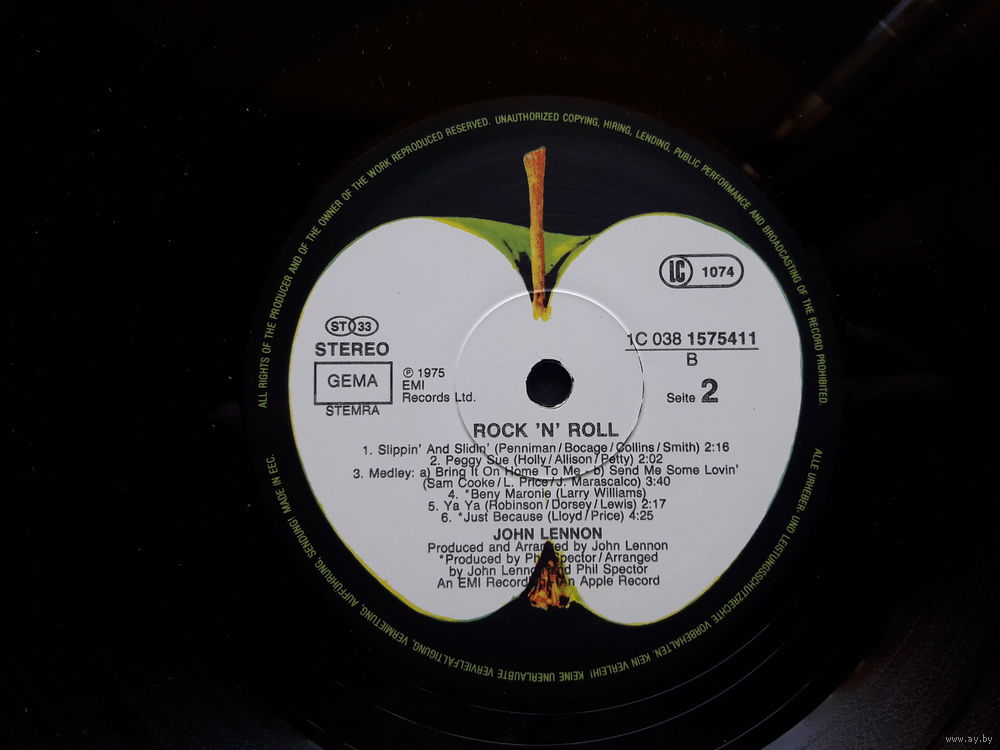 ALL RIGHTS OF THE PRODUCER AND OF THE OWNER OF THE WORK REPRODUCED RESERVED. UNAUTHORIZED COPYING, HIRING, LENDING, PUBLIC PERFORMANCE AND BROADCASTING OF THE RECORD PROHIBITED.
LC 1074
ST 33
STEREO
GEMA
STEMRA
℗ 1975
EMI
Records Ltd.
1C 038 1575411
B
Seite 2
ROCK 'N' ROLL
1. Slippin' And Slidin' (Penniman/Bocage/Collins/Smith) 2:16
2. Peggy Sue (Holly/Allison/Petty) 2:02
3. Medley: a) Bring It On Home To Me b) Send Me Some Lovin'
(Sam Cooke/L. Price/J. Marascalco) 3:40
4. *Beny Maronie (Larry Williams)
5. Ya Ya (Robinson/Dorsey/Lewis) 2:17
6. *Just Because (Lloyd/Price) 4:25
JOHN LENNON
Produced and Arranged by John Lennon
*Produced by Phil Spector/Arranged
by John Lennon and Phil Spector
An EMI Recording An Apple Record
ALLE URHEBER- UND LEISTUNGSSCHUTZRECHTE VORBEHALTEN. KEIN VERLEIH! KEINE UNERLAUBTE VERVIELFÄLTIGUNG, VERMIETUNG, AUFFÜHRUNG, SENDUNG! MADE IN EEC.
www.ay.by